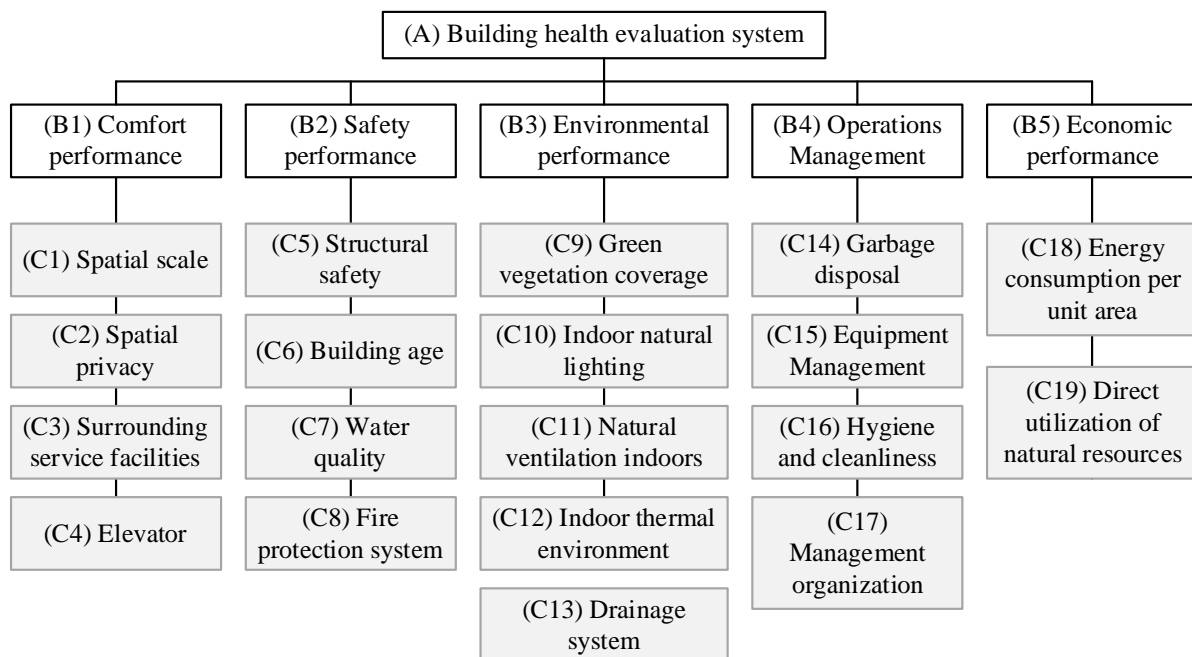 (A) Building health evaluation system
(B1) Comfort
performance
(B2) Safety
performance
(B3) Environmental
performance
(B4) Operations
Management
(B5) Economic
performance
(C1) Spatial scale
(C2) Spatial
privacy
(C3) Surrounding
service facilities
(C4) Elevator
(C5) Structural
safety
(C6) Building age
(C7) Water
quality
(C8) Fire
protection system
(C9) Green
vegetation coverage
(C10) Indoor natural
lighting
(C11) Natural
ventilation indoors
(C12) Indoor thermal
environment
(C13) Drainage
system
(C14) Garbage
disposal
(C15) Equipment
Management
(C16) Hygiene
and cleanliness
(C17)
Management
organization
(C18) Energy
consumption per
unit area
(C19) Direct
utilization of
natural resources